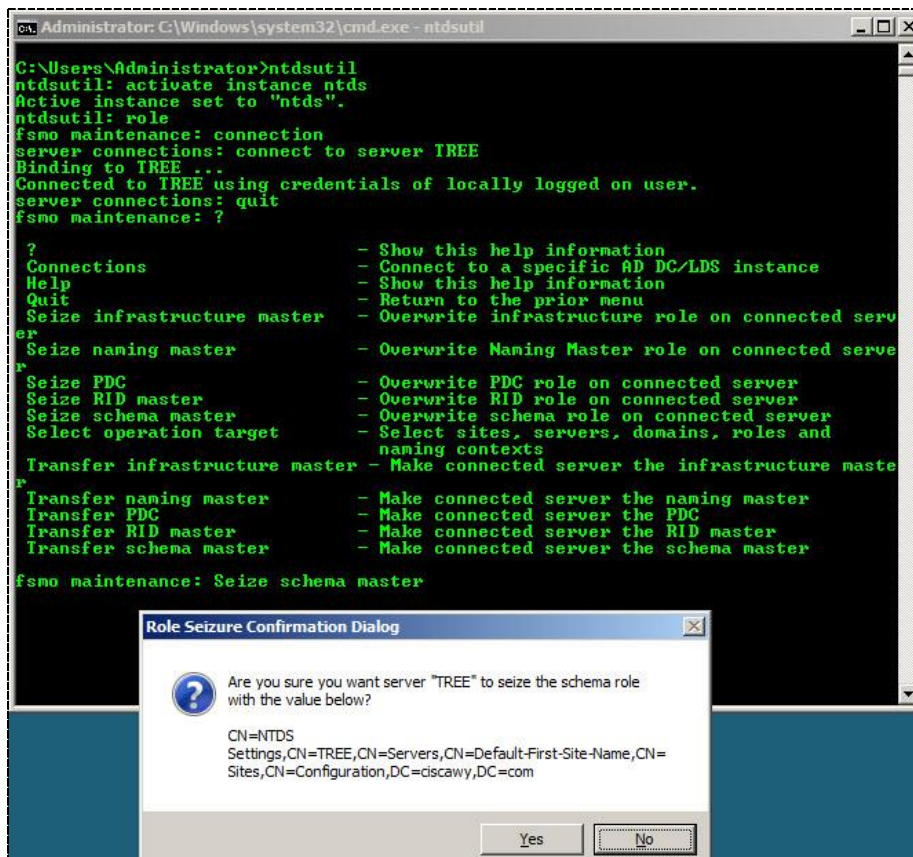 Administrator: C:\Windows\system32\cmd.exe - ntdsutil
C:\Users\Administrator>ntdsutil
ntdsutil: activate instance ntds
Active instance set to "ntds".
ntdsutil: role
fsmo maintenance: connection
server connections: connect to server TREE
Binding to TREE ...
Connected to TREE using credentials of locally logged on user.
server connections: quit
fsmo maintenance: ?
? - Show this help information
Connections - Connect to a specific AD DC/LDS instance
Help - Show this help information
Quit - Return to the prior menu
Seize infrastructure master - Overwrite infrastructure role on connected serv
er
Seize naming master - Overwrite Naming Master role on connected serve
r
Seize PDC - Overwrite PDC role on connected server
Seize RID master - Overwrite RID role on connected server
Seize schema master - Overwrite schema role on connected server
Select operation target - Select sites, servers, domains, roles and
naming contexts
Transfer infrastructure master - Make connected server the infrastructure maste
r
Transfer naming master - Make connected server the naming master
Transfer PDC - Make connected server the PDC
Transfer RID master - Make connected server the RID master
Transfer schema master - Make connected server the schema master
fsmo maintenance: Seize schema master
Role Seizure Confirmation Dialog
Are you sure you want server "TREE" to seize the schema role
with the value below?
CN=NTDS
Settings,CN=TREE,CN=Servers,CN=Default-First-Site-Name,CN=
Sites,CN=Configuration,DC=ciscawy,DC=com
Yes No